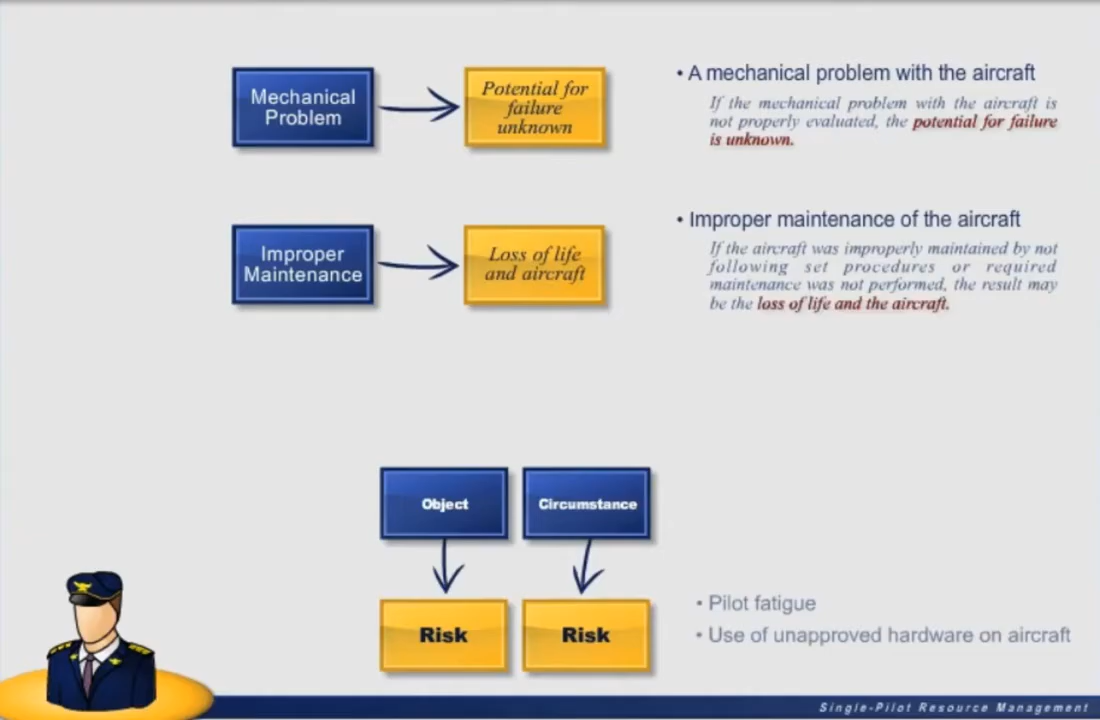 Mechanical
Problem
Potential for
failure
unknown
• A mechanical problem with the aircraft
If the mechanical problem with the aircraft is
not properly evaluated, the potential for failure
is unknown.
Improper
Maintenance
Loss of life
and aircraft
• Improper maintenance of the aircraft
If the aircraft was improperly maintained by not
following set procedures or required
maintenance was not performed, the result may
be the loss of life and the aircraft.
Object
Circumstance
Risk
Risk
• Pilot fatigue
• Use of unapproved hardware on aircraft
Single-Pilot Resource Management